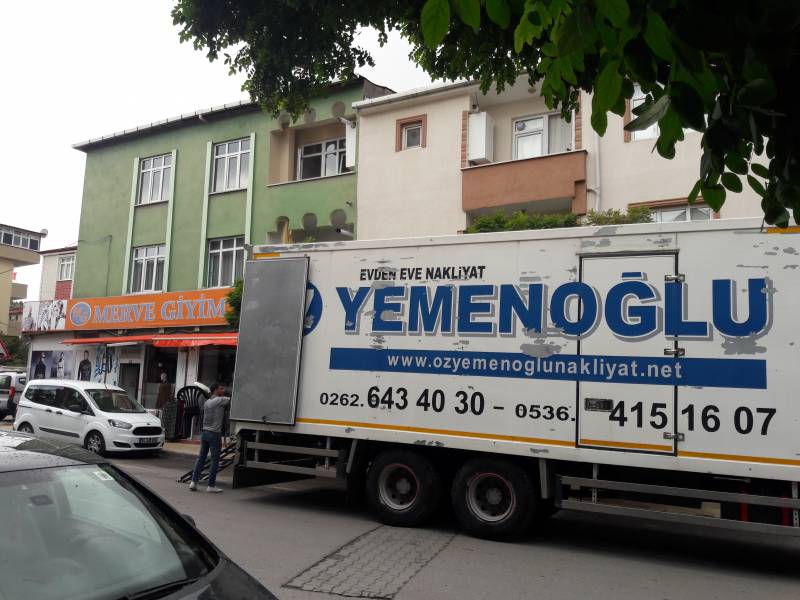 MERVE GİYİM
EVDEN EVE NAKLİYAT
YEMENOĞLU
www.ozyemenoglunakliyat.net
0262. 643 40 30 - 0536. 415 16 07